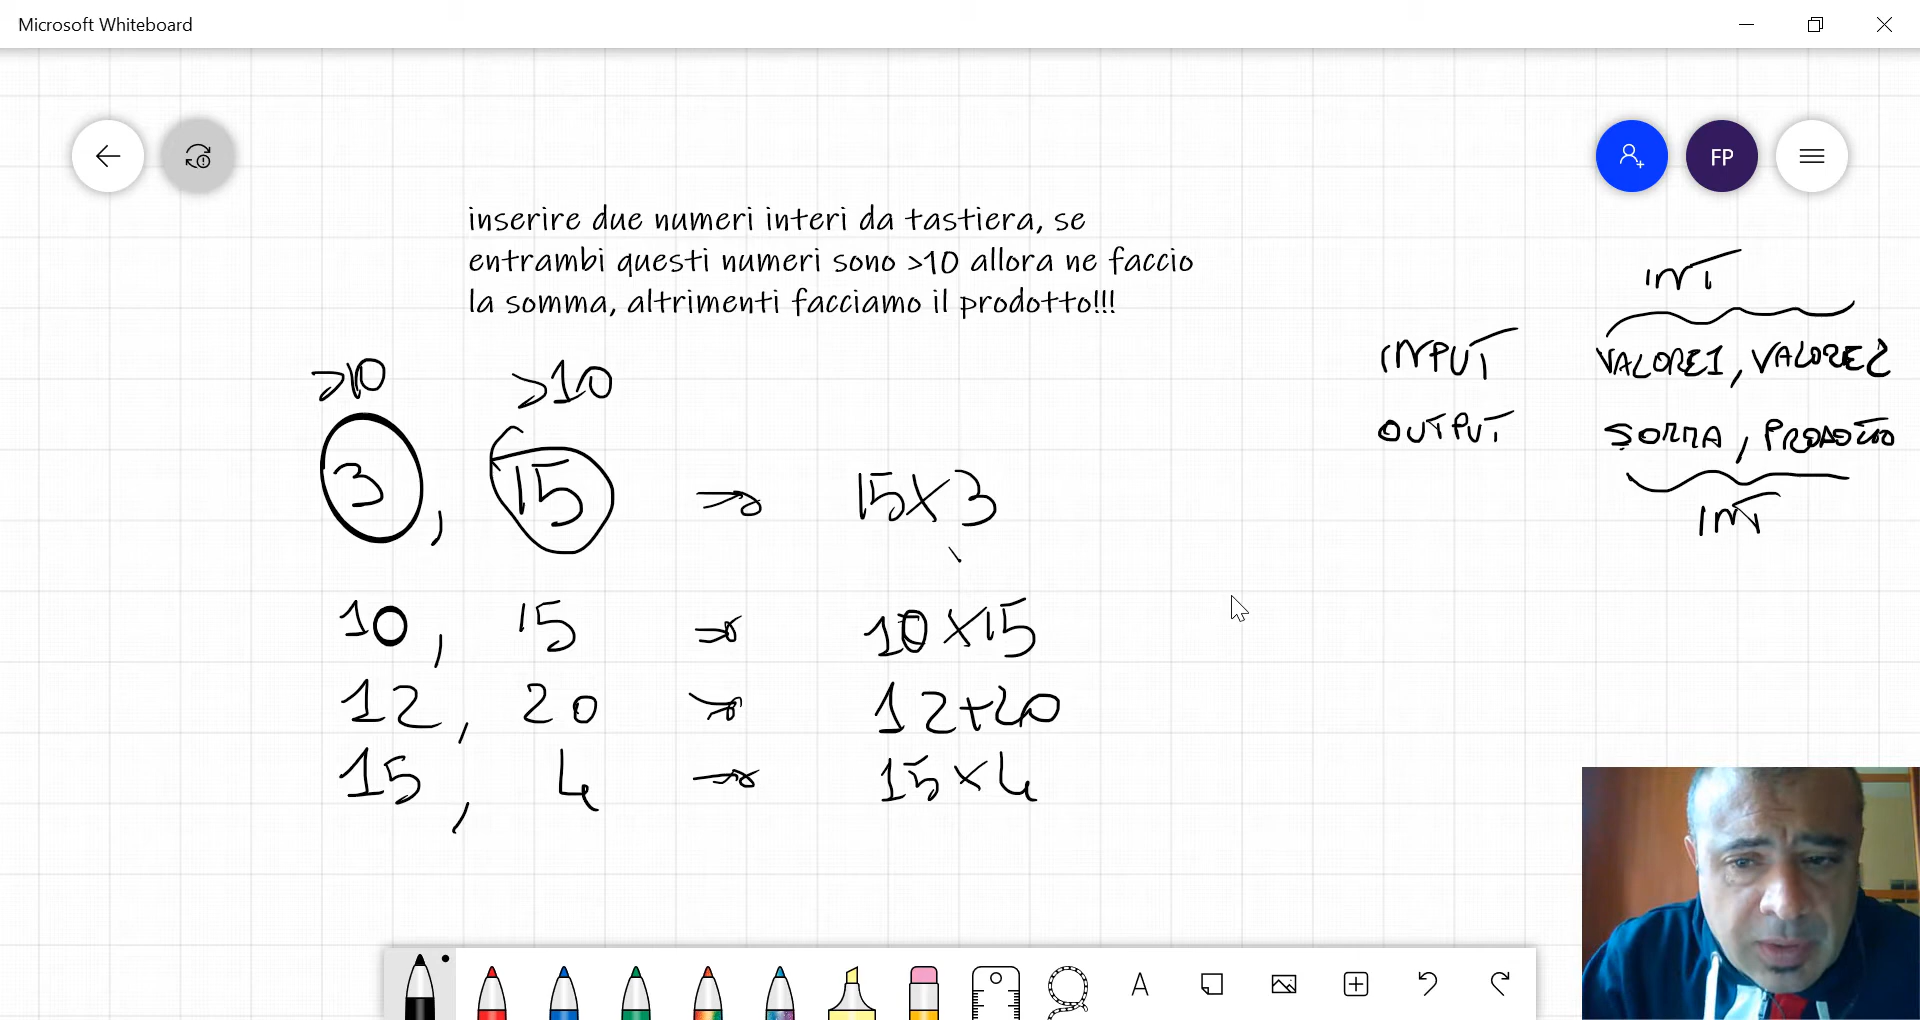 Microsoft Whiteboard
FP
inserire due numeri interi da tastiera, se
entrambi questi numeri sono >10 allora ne faccio
la somma, altrimenti facciamo il prodotto!!!
INT
INPUT VALORE1, VALORE2
OUTPUT SOMMA, PRODOTTO
INT
>10 >10
3, 15 => 15X3
10, 15 => 10X15
12, 20 => 12+20
15, 4 => 15X4
A